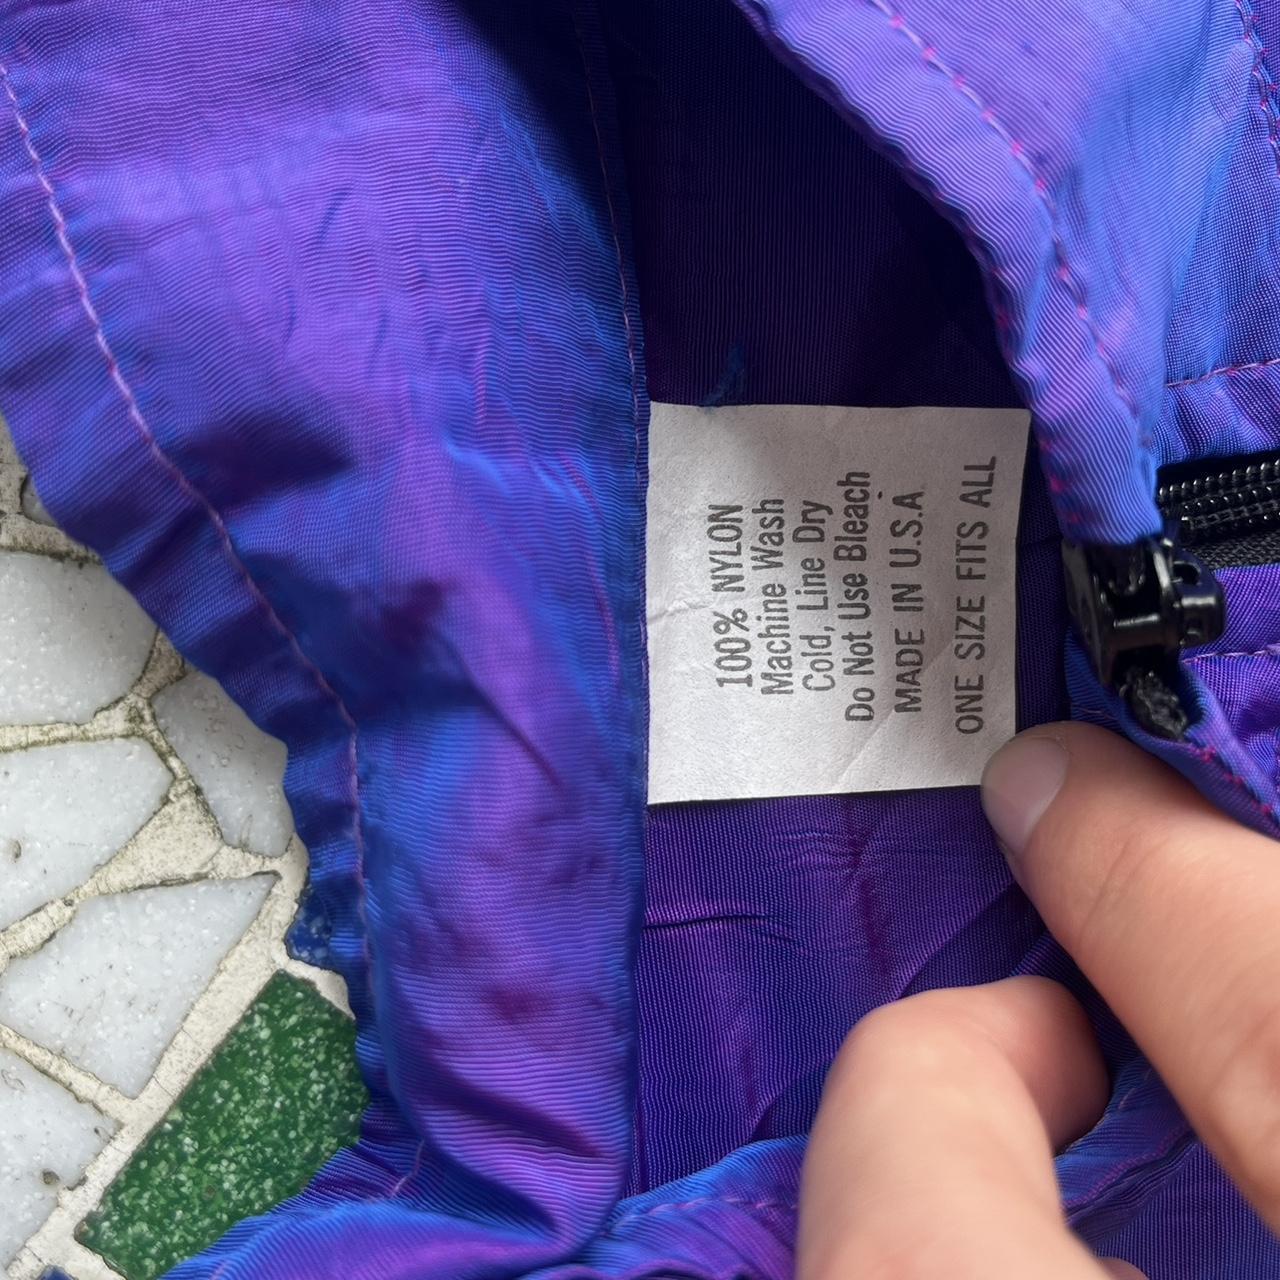 100% NYLON
Machine Wash
Cold, Line Dry
Do Not Use Bleach
MADE IN U.S.A.
ONE SIZE FITS ALL